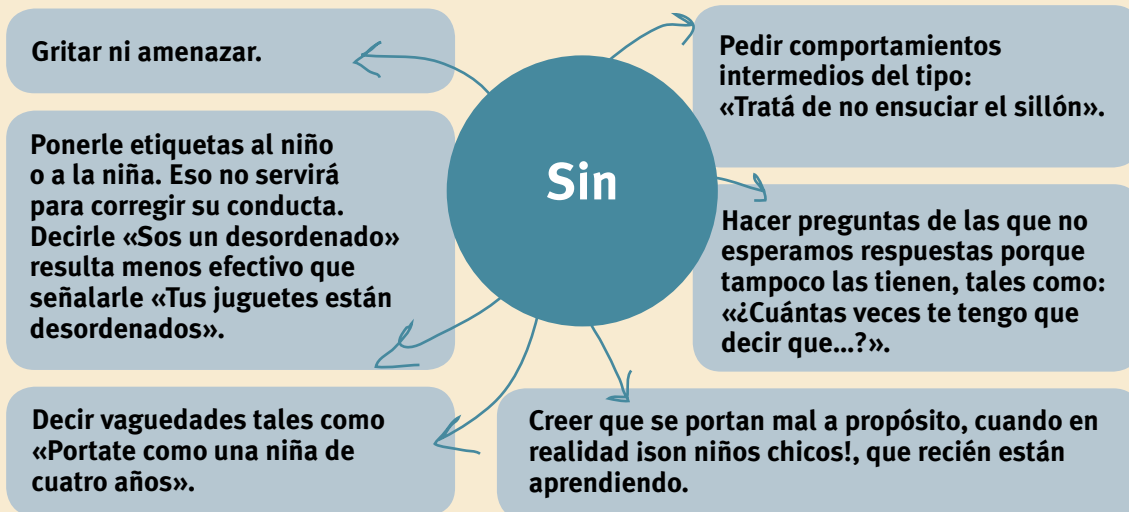 Sin
Gritar ni amenazar.
Ponerle etiquetas al niño
o a la niña. Eso no servirá
para corregir su conducta.
Decirle «Sos un desordenado»
resulta menos efectivo que
señalarle «Tus juguetes están
desordenados».
Decir vaguedades tales como
«Portate como una niña de
cuatro años».
Pedir comportamientos
intermedios del tipo:
«Tratá de no ensuciar el sillón».
Hacer preguntas de las que no
esperamos respuestas porque
tampoco las tienen, tales como:
«¿Cuántas veces te tengo que
decir que...?».
Creer que se portan mal a propósito, cuando en
realidad ¡son niños chicos!, que recién están
aprendiendo.